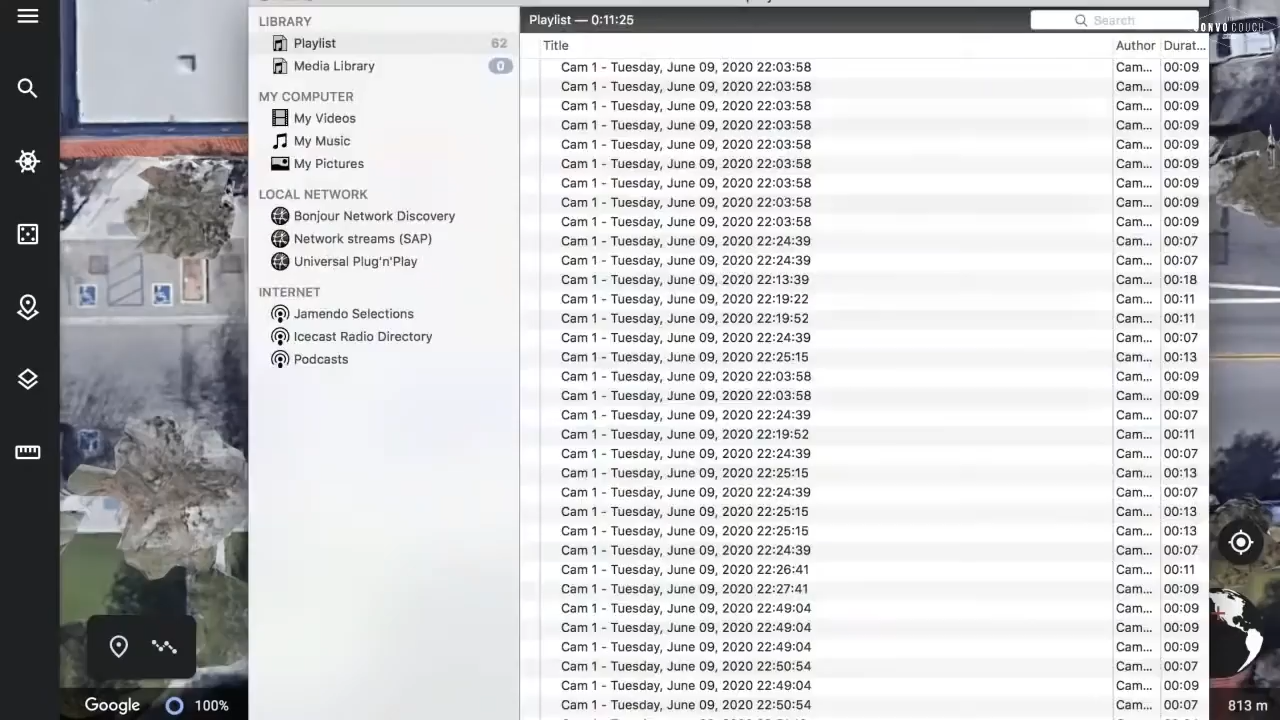 LIBRARY
Playlist 62
Media Library 0
MY COMPUTER
My Videos
My Music
My Pictures
LOCAL NETWORK
Bonjour Network Discovery
Network streams (SAP)
Universal Plug'n'Play
INTERNET
Jamendo Selections
Icecast Radio Directory
Podcasts
Playlist — 0:11:25
Search
Title Author Durat...
Cam 1 - Tuesday, June 09, 2020 22:03:58 Cam... 00:09
Cam 1 - Tuesday, June 09, 2020 22:03:58 Cam... 00:09
Cam 1 - Tuesday, June 09, 2020 22:03:58 Cam... 00:09
Cam 1 - Tuesday, June 09, 2020 22:03:58 Cam... 00:09
Cam 1 - Tuesday, June 09, 2020 22:03:58 Cam... 00:09
Cam 1 - Tuesday, June 09, 2020 22:03:58 Cam... 00:09
Cam 1 - Tuesday, June 09, 2020 22:03:58 Cam... 00:09
Cam 1 - Tuesday, June 09, 2020 22:03:58 Cam... 00:09
Cam 1 - Tuesday, June 09, 2020 22:03:58 Cam... 00:09
Cam 1 - Tuesday, June 09, 2020 22:24:39 Cam... 00:07
Cam 1 - Tuesday, June 09, 2020 22:24:39 Cam... 00:07
Cam 1 - Tuesday, June 09, 2020 22:13:39 Cam... 00:18
Cam 1 - Tuesday, June 09, 2020 22:19:22 Cam... 00:11
Cam 1 - Tuesday, June 09, 2020 22:19:52 Cam... 00:11
Cam 1 - Tuesday, June 09, 2020 22:24:39 Cam... 00:07
Cam 1 - Tuesday, June 09, 2020 22:25:15 Cam... 00:13
Cam 1 - Tuesday, June 09, 2020 22:03:58 Cam... 00:09
Cam 1 - Tuesday, June 09, 2020 22:03:58 Cam... 00:09
Cam 1 - Tuesday, June 09, 2020 22:24:39 Cam... 00:07
Cam 1 - Tuesday, June 09, 2020 22:19:52 Cam... 00:11
Cam 1 - Tuesday, June 09, 2020 22:24:39 Cam... 00:07
Cam 1 - Tuesday, June 09, 2020 22:25:15 Cam... 00:13
Cam 1 - Tuesday, June 09, 2020 22:24:39 Cam... 00:07
Cam 1 - Tuesday, June 09, 2020 22:25:15 Cam... 00:13
Cam 1 - Tuesday, June 09, 2020 22:25:15 Cam... 00:13
Cam 1 - Tuesday, June 09, 2020 22:24:39 Cam... 00:07
Cam 1 - Tuesday, June 09, 2020 22:26:41 Cam... 00:11
Cam 1 - Tuesday, June 09, 2020 22:27:41 Cam... 00:09
Cam 1 - Tuesday, June 09, 2020 22:49:04 Cam... 00:09
Cam 1 - Tuesday, June 09, 2020 22:49:04 Cam... 00:09
Cam 1 - Tuesday, June 09, 2020 22:49:04 Cam... 00:09
Cam 1 - Tuesday, June 09, 2020 22:50:54 Cam... 00:07
Cam 1 - Tuesday, June 09, 2020 22:49:04 Cam... 00:09
Cam 1 - Tuesday, June 09, 2020 22:50:54 Cam... 00:07
COUCH
Google 100%
813 m